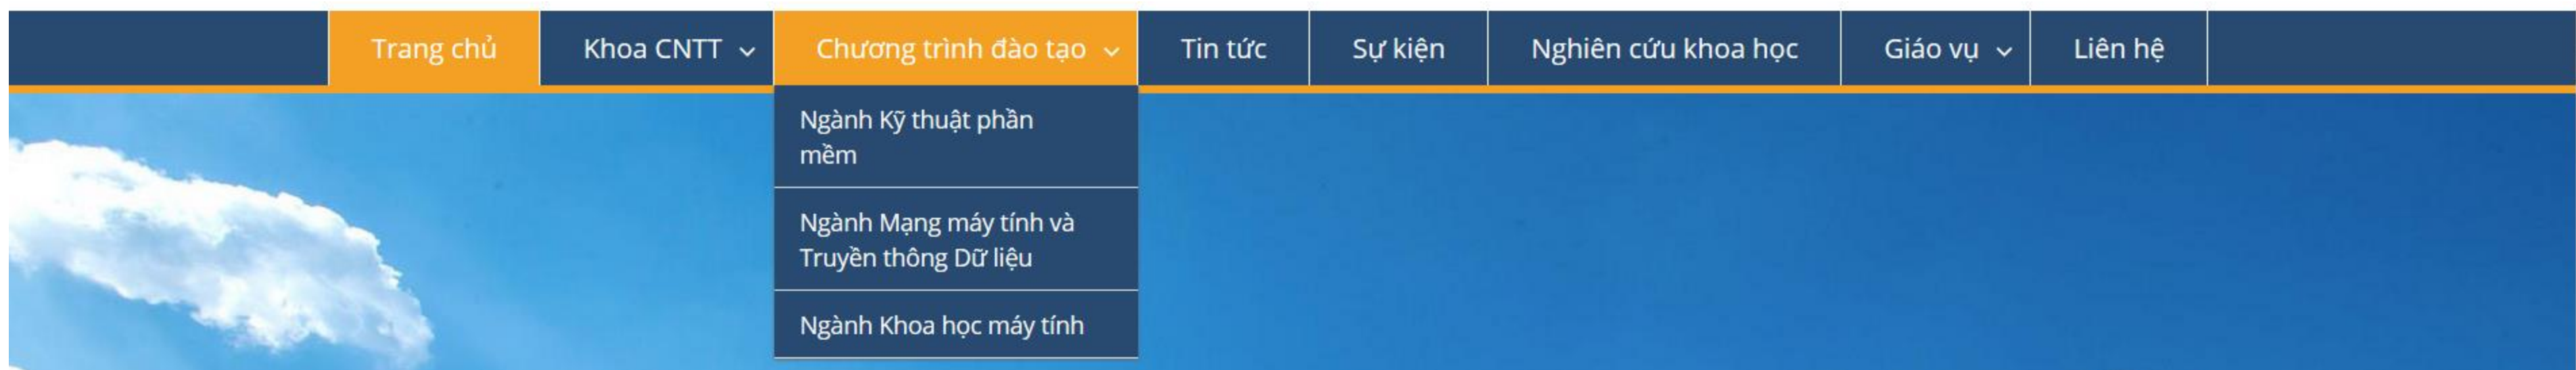 Trang chủ Khoa CNTT Chương trình đào tạo Tin tức Sự kiện Nghiên cứu khoa học Giáo vụ Liên hệ
Ngành Kỹ thuật phần
mềm
Ngành Mạng máy tính và
Truyền thông Dữ liệu
Ngành Khoa học máy tính